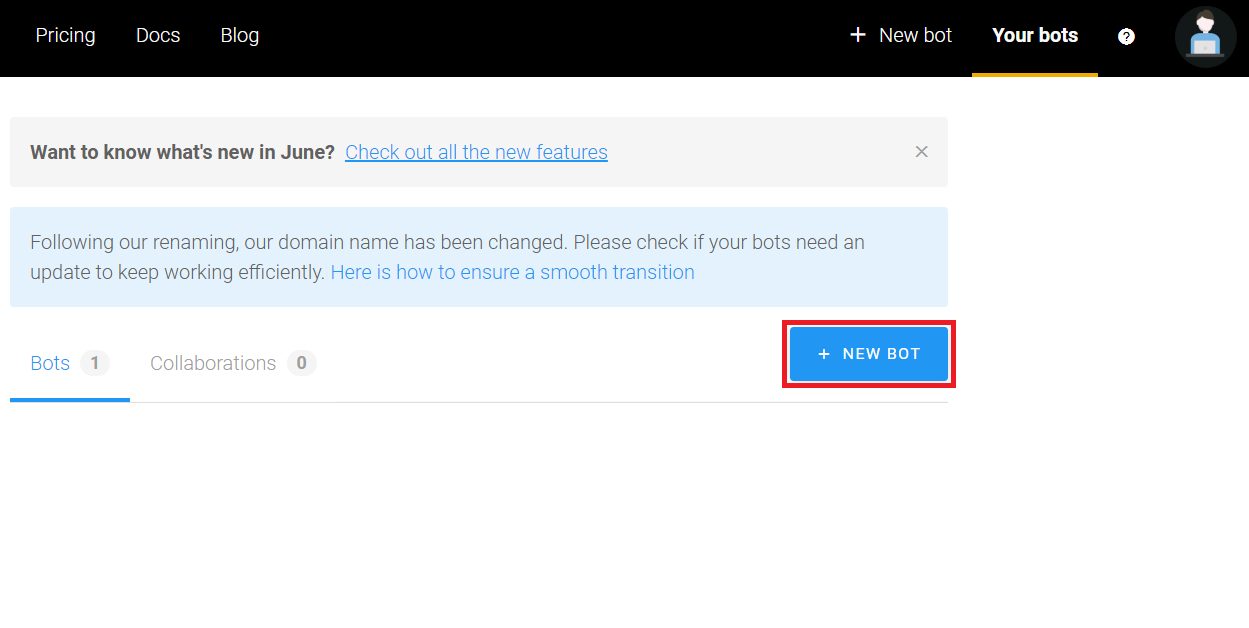 Pricing Docs Blog + New bot Your bots ?
Want to know what's new in June? Check out all the new features ×
Following our renaming, our domain name has been changed. Please check if your bots need an
update to keep working efficiently. Here is how to ensure a smooth transition
Bots 1 Collaborations 0 + NEW BOT